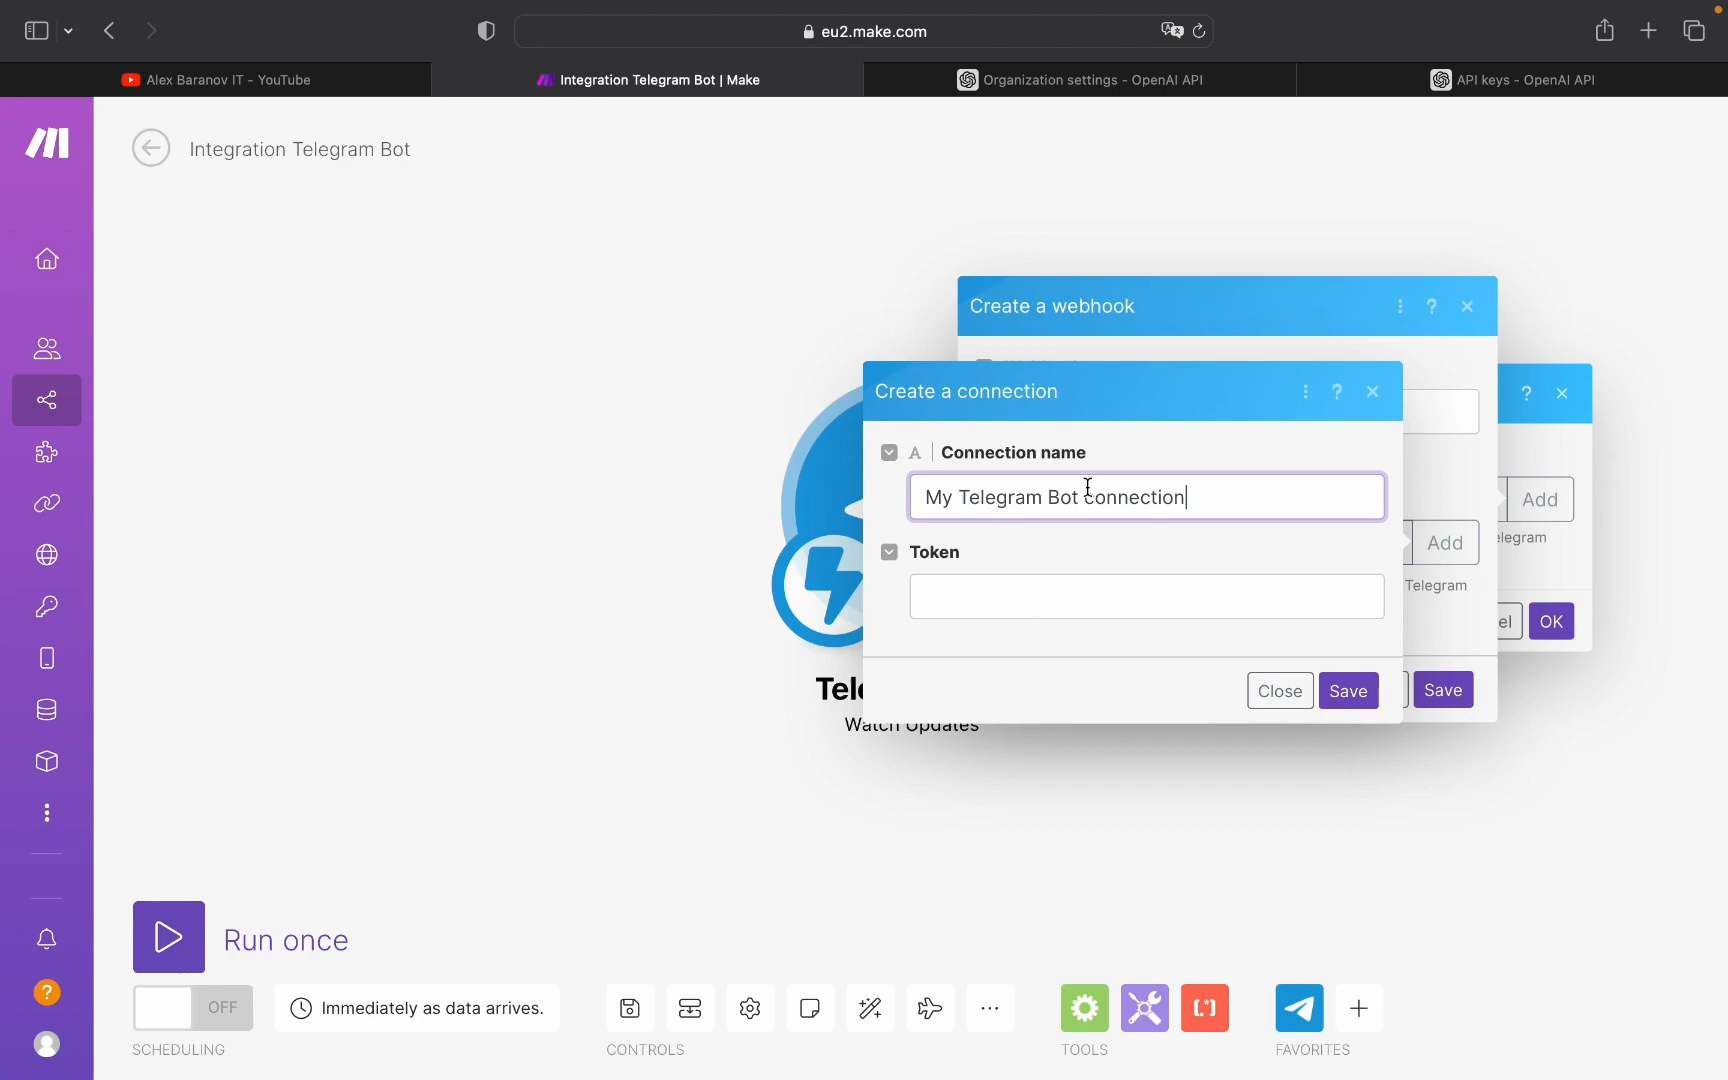 eu2.make.com
Alex Baranov IT - YouTube
Integration Telegram Bot | Make
Organization settings - OpenAI API
API keys - OpenAI API
Integration Telegram Bot
Create a webhook
? ×
Create a connection
? ×
? ×
A Connection name
My Telegram Bot connection
Add
Add
elegram
Token
Telegram
el
OK
Close
Save
Save
Tele
Watch Updates
Run once
OFF
Immediately as data arrives.
SCHEDULING
CONTROLS
TOOLS
FAVORITES
?